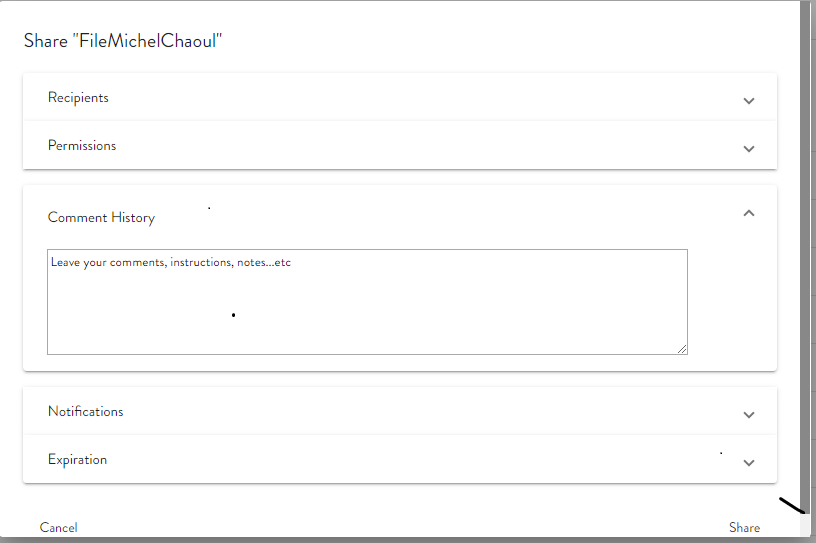 Share "FileMichelChaoul"
Recipients
Permissions
Comment History
Leave your comments, instructions, notes...etc
Notifications
Expiration
Cancel Share